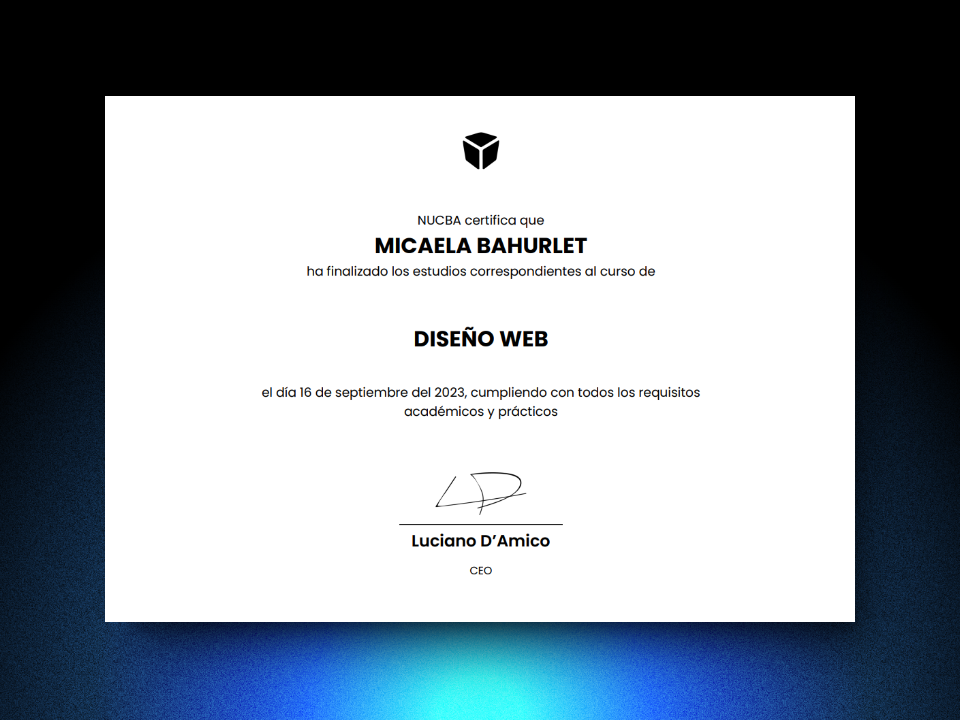 NUCBA certifica que
MICAELA BAHURLET
ha finalizado los estudios correspondientes al curso de
DISEÑO WEB
el día 16 de septiembre del 2023, cumpliendo con todos los requisitos
académicos y prácticos
LD
Luciano D’Amico
CEO